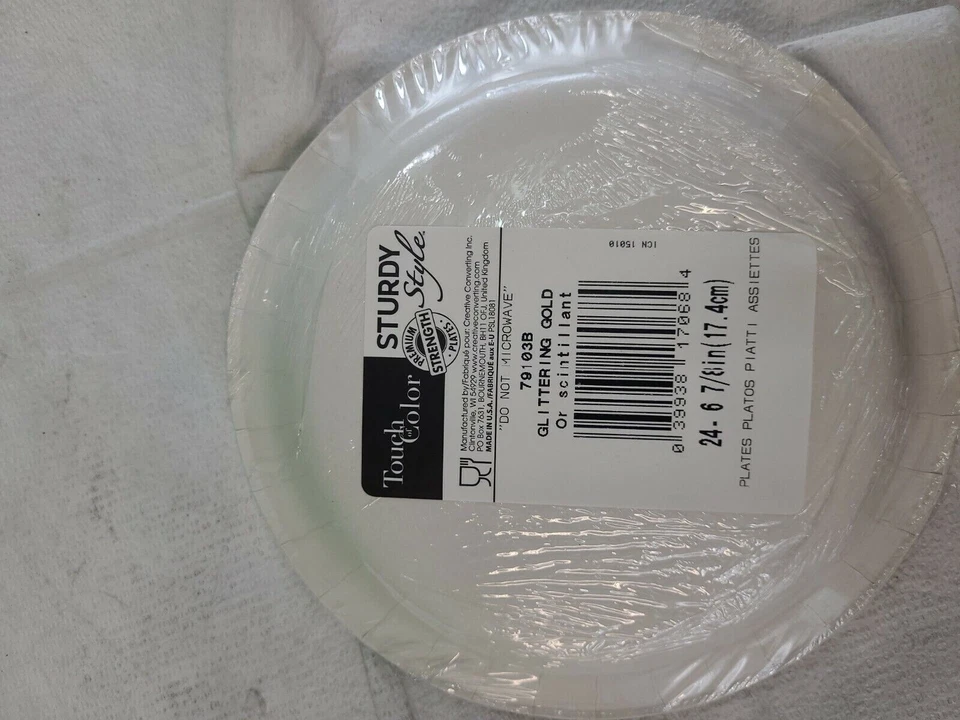 Touch
of Color
PREMIUM
STRENGTH
• PLATES •
STURDY
Style®
Manufactured by/Fabriqué pour: Creative Converting Inc.
Clintonville, WI 54929 www.creativeconverting.com
PO Box 7631, BOURNEMOUTH, BH11 OFJ, United Kingdom
MADE IN U.S.A./FABRIQUÉ aux E-U PSL18081
"DO NOT MICROWAVE"
79103B
GLITTERING GOLD
Or scintillant
ICN 15010
0 39938 17068 4
24- 6 7/8in(17.4cm)
PLATES PLATOS PIATTI ASSIETTES